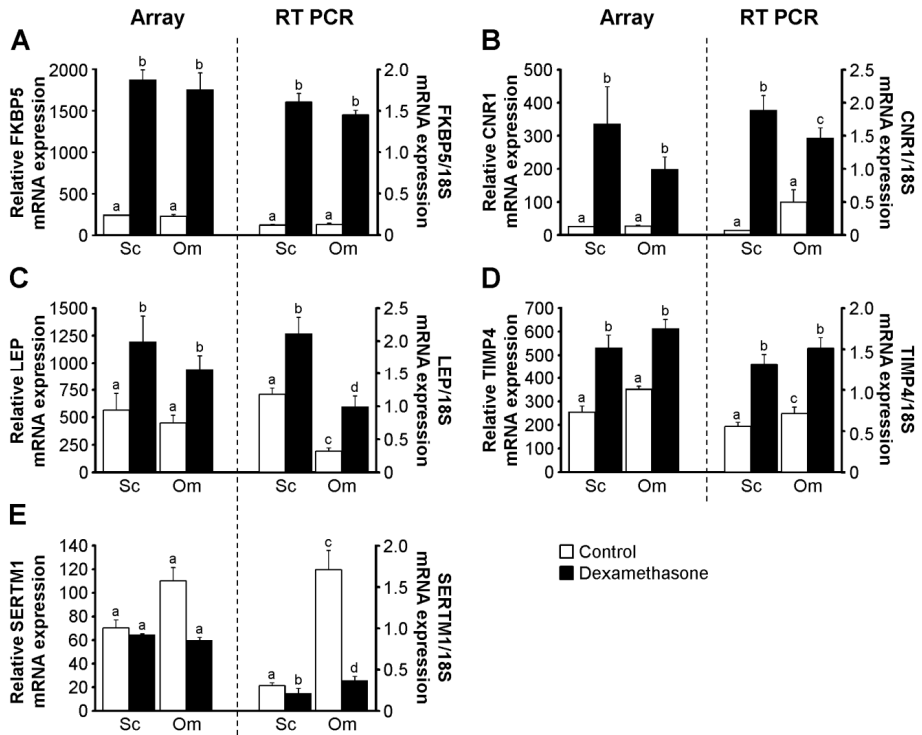 Array
RT PCR
Array
RT PCR
A
Relative FKBP5
mRNA expression
2000
1500
1000
500
0
a
b
a
b
a
b
a
b
Sc
Om
Sc
Om
2.0
1.5
1.0
0.5
0
FKBP5/18S
mRNA expression
B
Relative CNR1
mRNA expression
500
400
300
200
100
0
a
b
a
b
a
b
a
c
Sc
Om
Sc
Om
2.5
2.0
1.5
1.0
0.5
0
CNR1/18S
mRNA expression
C
Relative LEP
mRNA expression
1500
1250
1000
750
500
250
0
a
b
a
b
a
b
c
d
Sc
Om
Sc
Om
2.5
2.0
1.5
1.0
0.5
0
LEP/18S
mRNA expression
D
Relative TIMP4
mRNA expression
700
600
500
400
300
200
100
0
a
b
a
b
a
b
c
b
Sc
Om
Sc
Om
2.0
1.5
1.0
0.5
0
TIMP4/18S
mRNA expression
E
Relative SERTM1
mRNA expression
140
120
100
80
60
40
20
0
a
a
a
a
a
b
c
d
Sc
Om
Sc
Om
2.0
1.5
1.0
0.5
0
SERTM1/18S
mRNA expression
Control
Dexamethasone